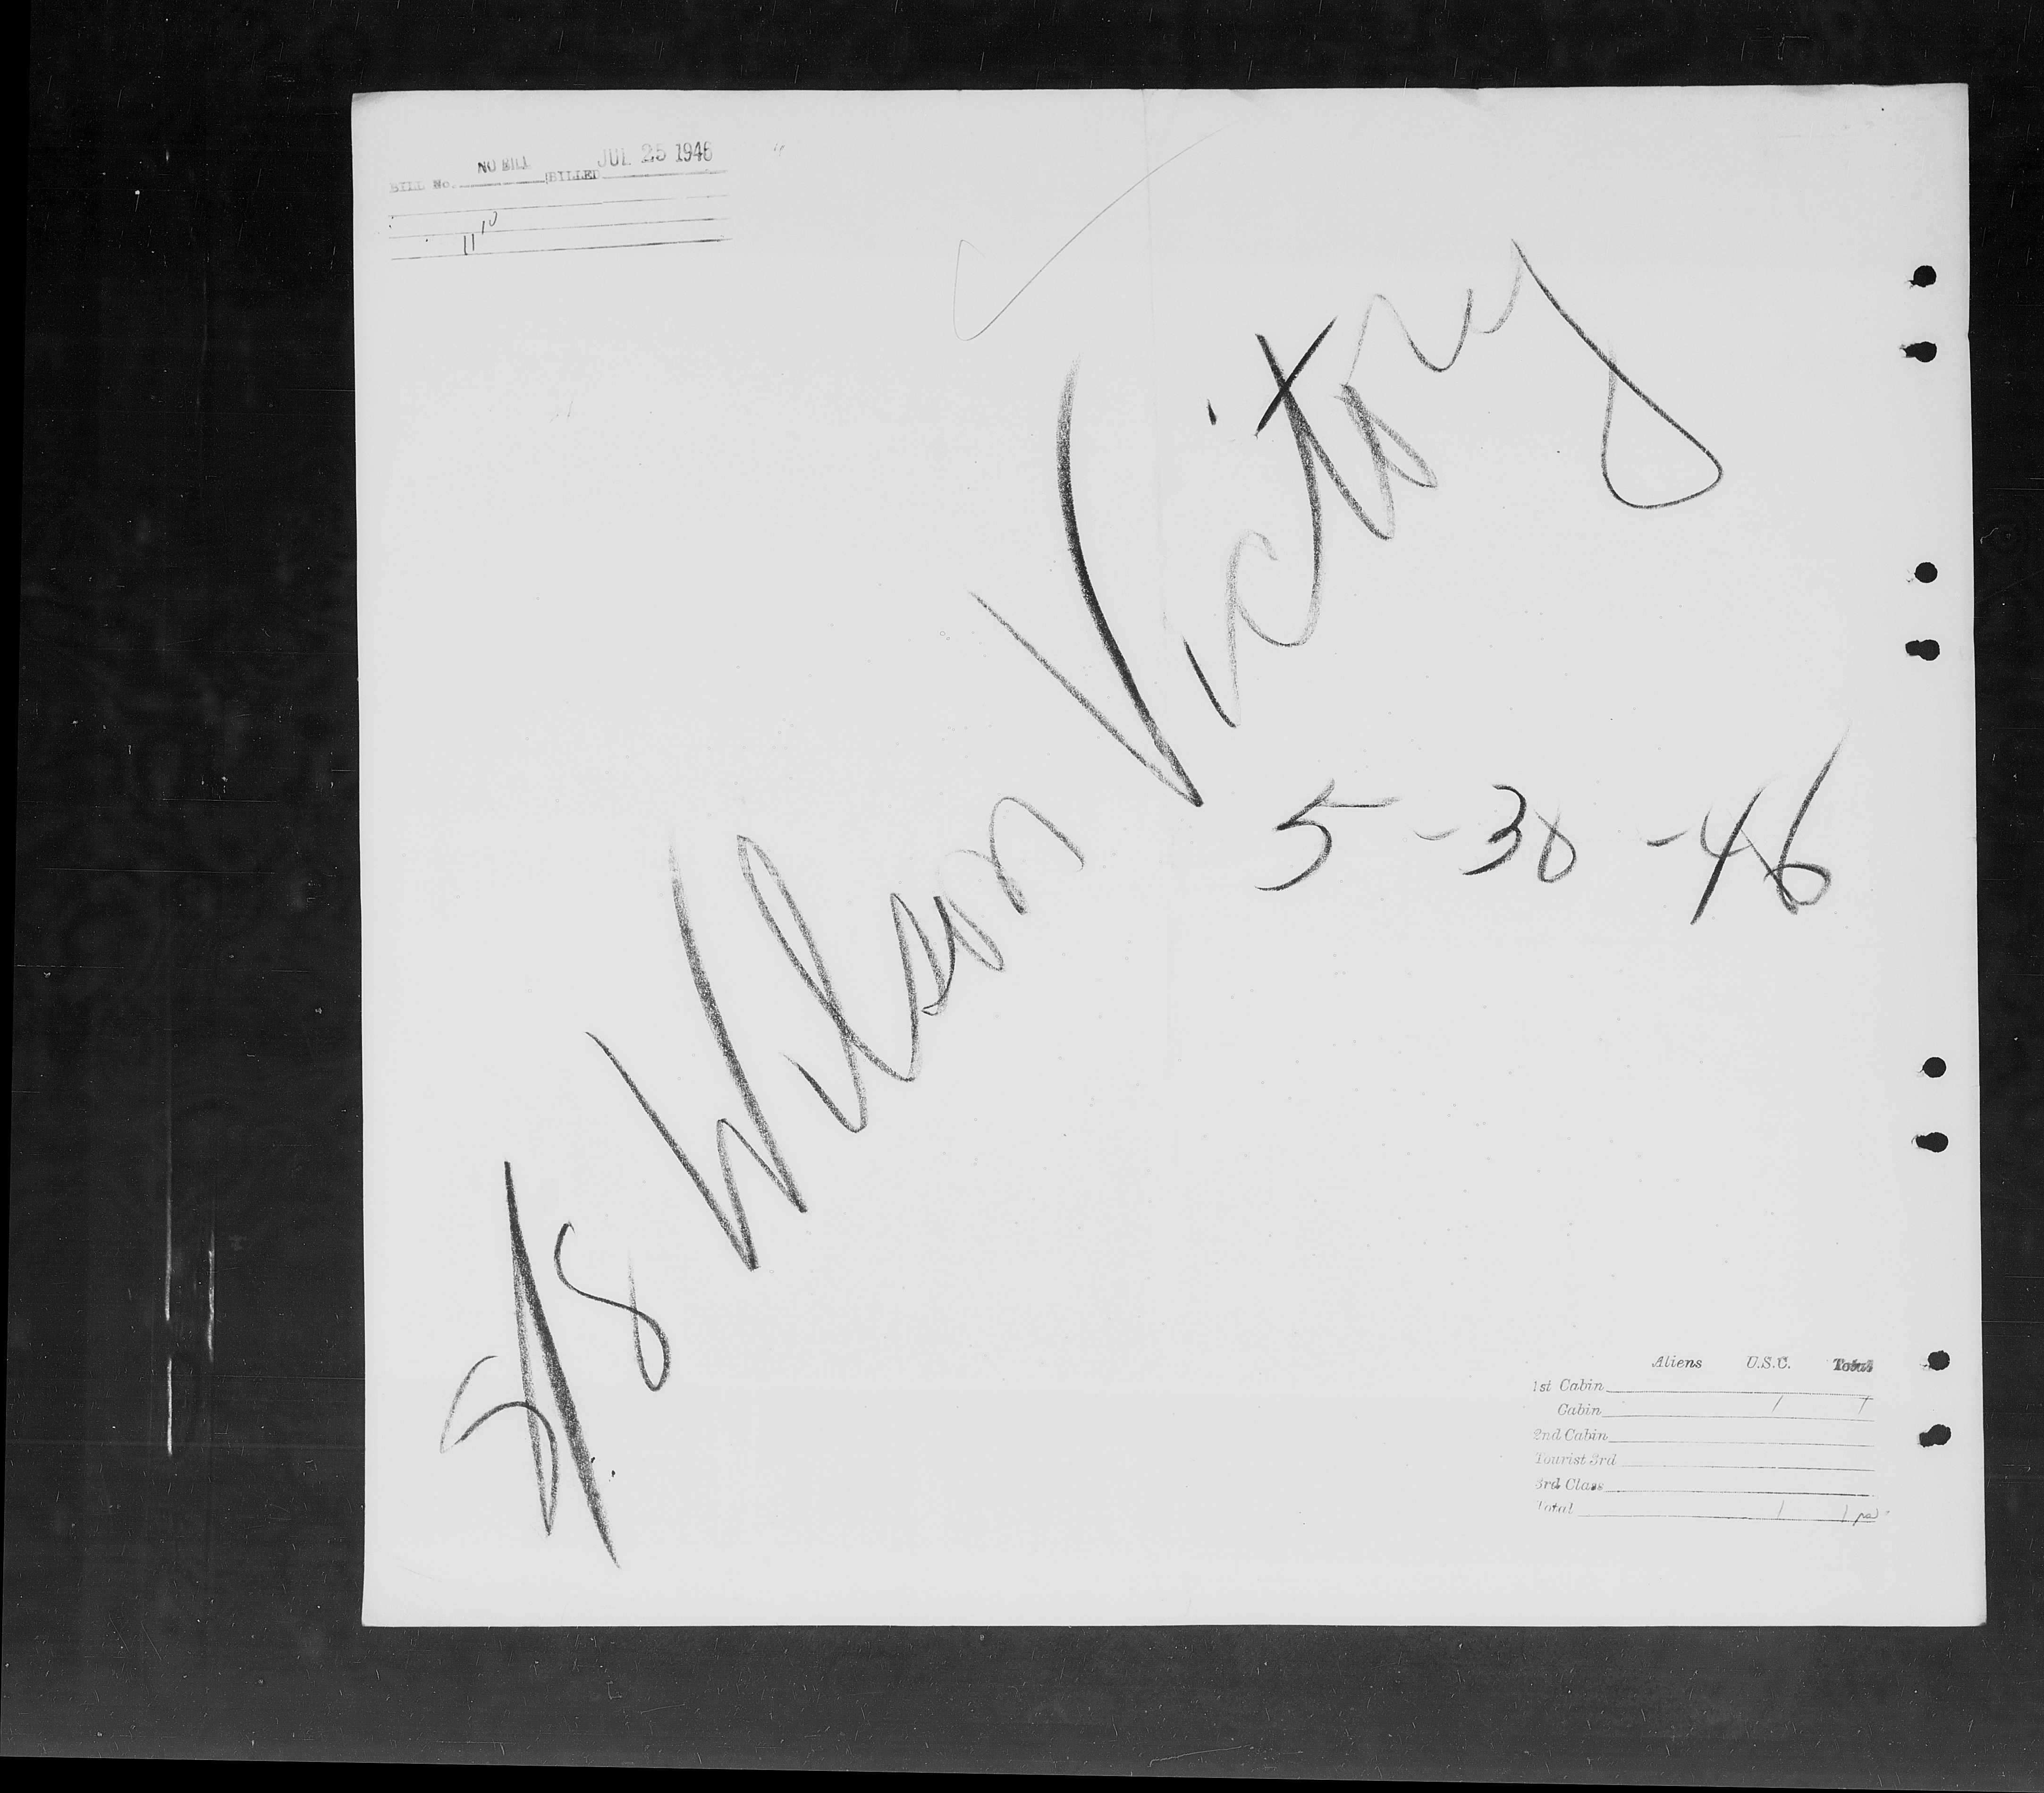 BILL No. NO BILL BILLED JUL 25 1946
11 10
S/S Wilson Victory
5-30-46
Aliens U.S.C. Total
1st Cabin
Cabin 1 1
2nd Cabin
Tourist 3rd
3rd Class
Total 1 1